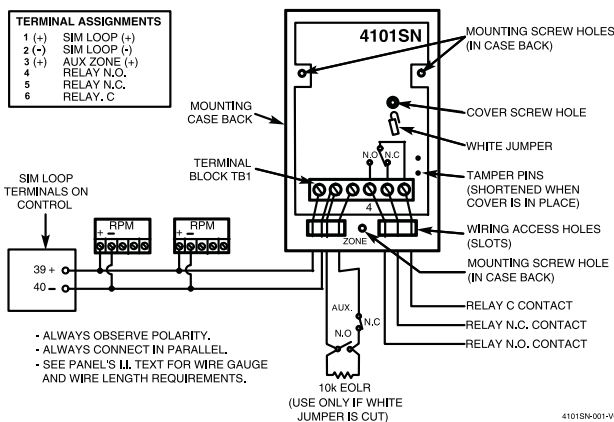 TERMINAL ASSIGNMENTS
1 (+) SIM LOOP (+)
2 (-) SIM LOOP (-)
3 (+) AUX ZONE (+)
4 RELAY N.O.
5 RELAY N.C.
6 RELAY. C
4101SN
MOUNTING SCREW HOLES
(IN CASE BACK)
MOUNTING
CASE BACK
COVER SCREW HOLE
WHITE JUMPER
N.O
N.C
TERMINAL
BLOCK TB1
TAMPER PINS
(SHORTENED WHEN
COVER IS IN PLACE)
4
WIRING ACCESS HOLES
(SLOTS)
ZONE
MOUNTING SCREW HOLE
(IN CASE BACK)
SIM LOOP
TERMINALS ON
CONTROL
RPM
+ -
RPM
+ -
39 +
40 -
RELAY C CONTACT
RELAY N.C. CONTACT
RELAY N.O. CONTACT
AUX.
N.C
N.O
10k EOLR
(USE ONLY IF WHITE
JUMPER IS CUT)
- ALWAYS OBSERVE POLARITY.
- ALWAYS CONNECT IN PARALLEL.
- SEE PANEL'S I.I. TEXT FOR WIRE GAUGE
AND WIRE LENGTH REQUIREMENTS.